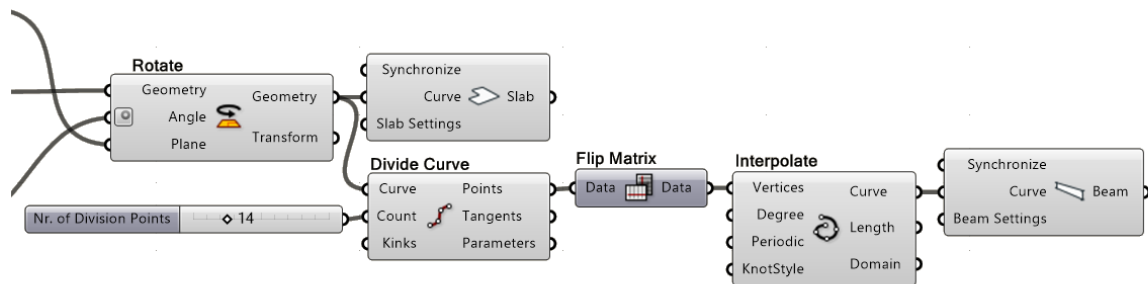 Rotate
Geometry
Angle
Plane
Geometry
Transform
Synchronize
Curve
Slab Settings
Slab
Nr. of Division Points
14
Divide Curve
Curve
Count
Kinks
Points
Tangents
Parameters
Flip Matrix
Data
Data
Interpolate
Vertices
Degree
Periodic
KnotStyle
Curve
Length
Domain
Synchronize
Curve
Beam Settings
Beam